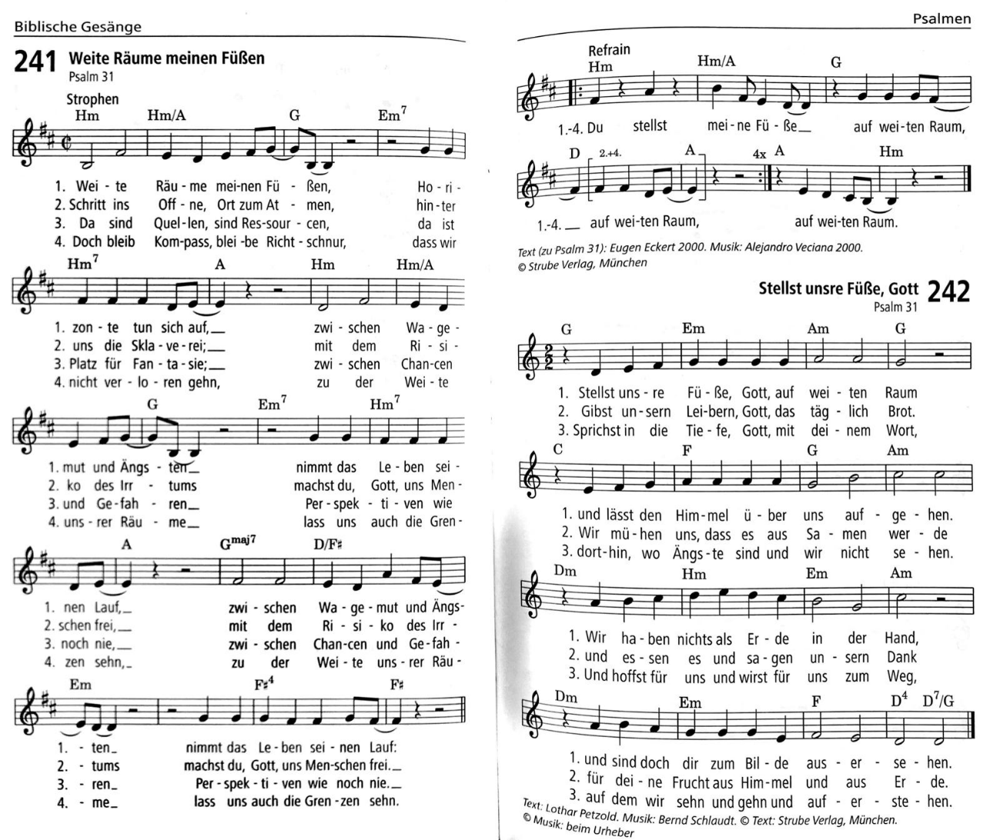 Biblische Gesänge
241 Weite Räume meinen Füßen
Psalm 31
Strophen
Hm Hm/A G Em7
1. Wei - te Räu - me mei-nen Fü - ßen, Ho - ri -
2. Schritt ins Off - ne, Ort zum At - men, hin - ter
3. Da sind Quel - len, sind Res-sour - cen, da ist
4. Doch bleib Kom-pass, blei -be Richt - schnur, dass wir
Hm7 A Hm Hm/A
1. zon - te tun sich auf,__ zwi - schen Wa - ge -
2. uns die Skla - ve - rei;__ mit dem Ri - si -
3. Platz für Fan - ta - sie;__ zwi - schen Chan-cen
4. nicht ver - lo - ren gehn, zu der Wei - te
G Em7 Hm7
1. mut und Ängs - ten__ nimmt das Le - ben sei -
2. ko des Irr - tums machst du, Gott, uns Men -
3. und Ge - fah - ren__ Per - spek - ti - ven wie
4. uns - rer Räu - me__ lass uns auch die Gren -
A Gmaj7 D/F♯
1. nen Lauf,_ zwi - schen Wa - ge - mut und Ängs-
2. schen frei,__ mit dem Ri - si - ko des Irr -
3. noch nie,__ zwi - schen Chan-cen und Ge - fah -
4. zen sehn,_ zu der Wei - te uns - rer Räu -
Em F♯4 F♯
1. - ten_ nimmt das Le - ben sei - nen Lauf:
2. - tums machst du, Gott, uns Men-schen frei.__
3. - ren_ Per - spek - ti - ven wie noch nie.__
4. - me_ lass uns auch die Gren - zen sehn.
Psalmen
Refrain
Hm Hm/A G
1.-4. Du stellst mei - ne Fü - ße__ auf wei - ten Raum,
D 2.+4. A 4x A Hm
1.-4. __ auf wei-ten Raum, auf wei-ten Raum.
Text (zu Psalm 31): Eugen Eckert 2000. Musik: Alejandro Veciana 2000.
© Strube Verlag, München
Stellst unsre Füße, Gott 242
Psalm 31
G Em Am G
1. Stellst uns - re Fü - ße, Gott, auf wei - ten Raum
2. Gibst un - sern Lei-bern, Gott, das täg - lich Brot.
3. Sprichst in die Tie - fe, Gott, mit dei - nem Wort,
C F G Am
1. und lässt den Him - mel ü - ber uns auf - ge - hen.
2. Wir mü - hen uns, dass es aus Sa - men wer - de
3. dort-hin, wo Ängs - te sind und wir nicht se - hen.
Dm Hm Em Am
1. Wir ha - ben nichts als Er - de in der Hand,
2. und es - sen es und sa - gen un - sern Dank
3. Und hoffst für uns und wirst für uns zum Weg,
Dm Em F D4 D7/G
1. und sind doch dir zum Bil - de aus - er - se - hen.
2. für dei - ne Frucht aus Him - mel und aus Er - de.
3. auf dem wir sehn und gehn und auf - er - ste - hen.
Text: Lothar Petzold. Musik: Bernd Schlaudt. © Text: Strube Verlag, München.
© Musik: beim Urheber